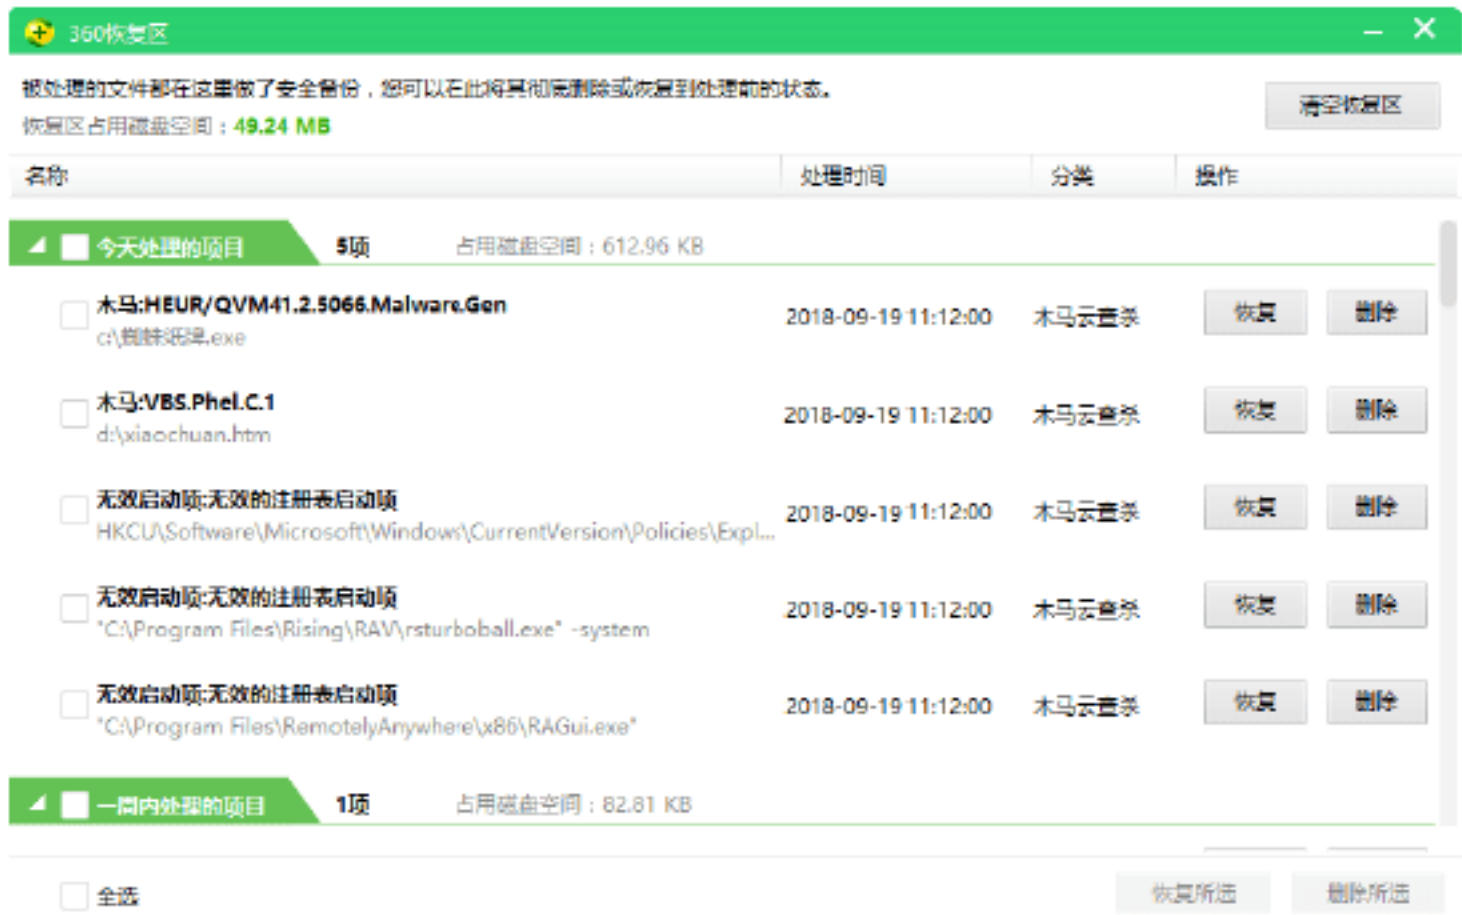 360恢复区
被处理的文件都在这里做了安全备份，您可以在此将其彻底删除或恢复到处理前的状态。
恢复区占用磁盘空间：49.24 MB
清空恢复区
名称 处理时间 分类 操作
今天处理的项目 5项 占用磁盘空间：612.96 KB
木马:HEUR/QVM41.2.5066.Malware.Gen
c:\蜘蛛纸牌.exe
2018-09-19 11:12:00 木马云查杀 恢复 删除
木马:VBS.Phel.C.1
d:\xiaochuan.htm
2018-09-19 11:12:00 木马云查杀 恢复 删除
无效启动项:无效的注册表启动项
HKCU\Software\Microsoft\Windows\CurrentVersion\Policies\Expl...
2018-09-19 11:12:00 木马云查杀 恢复 删除
无效启动项:无效的注册表启动项
"C:\Program Files\Rising\RAV\rsturboball.exe" -system
2018-09-19 11:12:00 木马云查杀 恢复 删除
无效启动项:无效的注册表启动项
"C:\Program Files\RemotelyAnywhere\x86\RAGui.exe"
2018-09-19 11:12:00 木马云查杀 恢复 删除
一周内处理的项目 1项 占用磁盘空间：82.81 KB
全选 恢复所选 删除所选